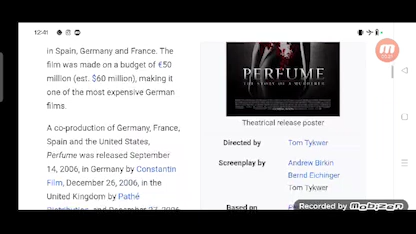 12:41
in Spain, Germany and France. The
film was made on a budget of €50
million (est. $60 million), making it
one of the most expensive German
films.
A co-production of Germany, France,
Spain and the United States,
Perfume was released September
14, 2006, in Germany by Constantin
Film, December 26, 2006, in the
United Kingdom by Pathé
PERFUME
THE STORY OF A MURDERER
Theatrical release poster
Directed by Tom Tykwer
Screenplay by Andrew Birkin
Bernd Eichinger
Tom Tykwer
Based on
Recorded by
mobizen